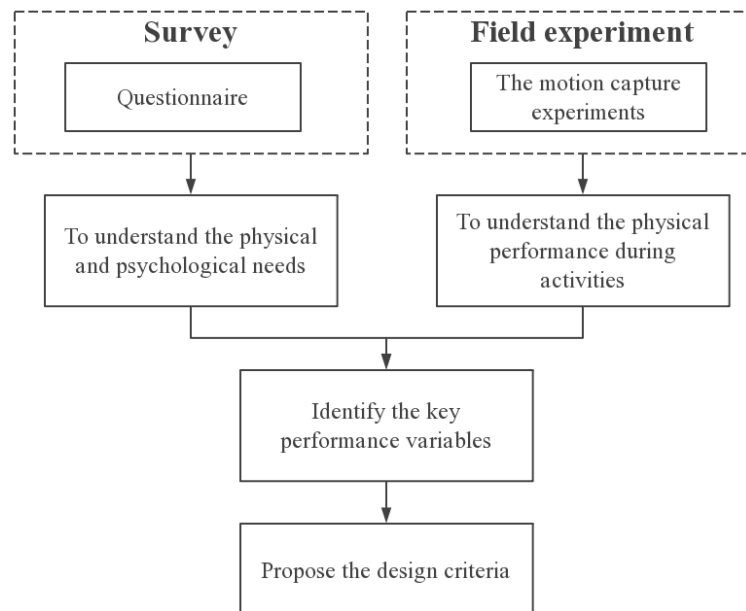 Survey
Questionnaire
Field experiment
The motion capture
experiments
To understand the physical
and psychological needs
To understand the physical
performance during
activities
Identify the key
performance variables
Propose the design criteria